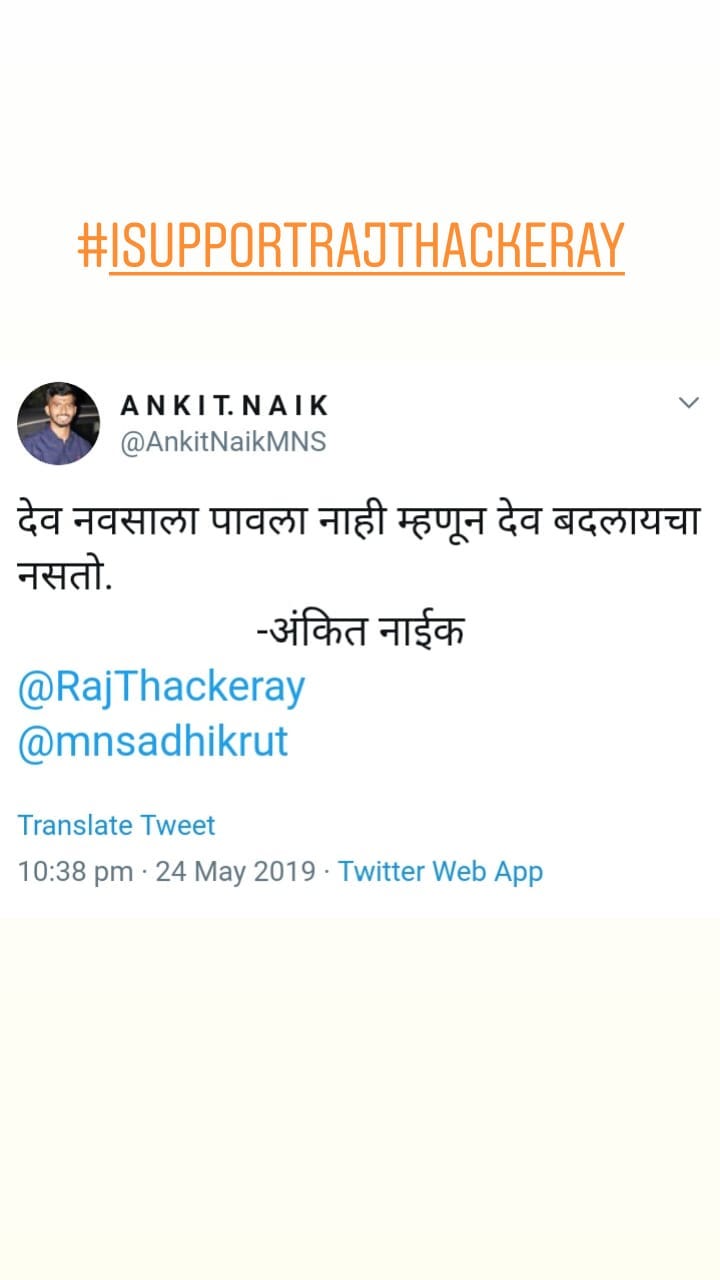 #ISUPPORTRAJTHACKERAY
ANKIT.NAIK
@AnkitNaikMNS
देव नवसाला पावला नाही म्हणून देव बदलायचा
नसतो.
-अंकित नाईक
@RajThackeray
@mnsadhikrut
Translate Tweet
10:38 pm · 24 May 2019 · Twitter Web App